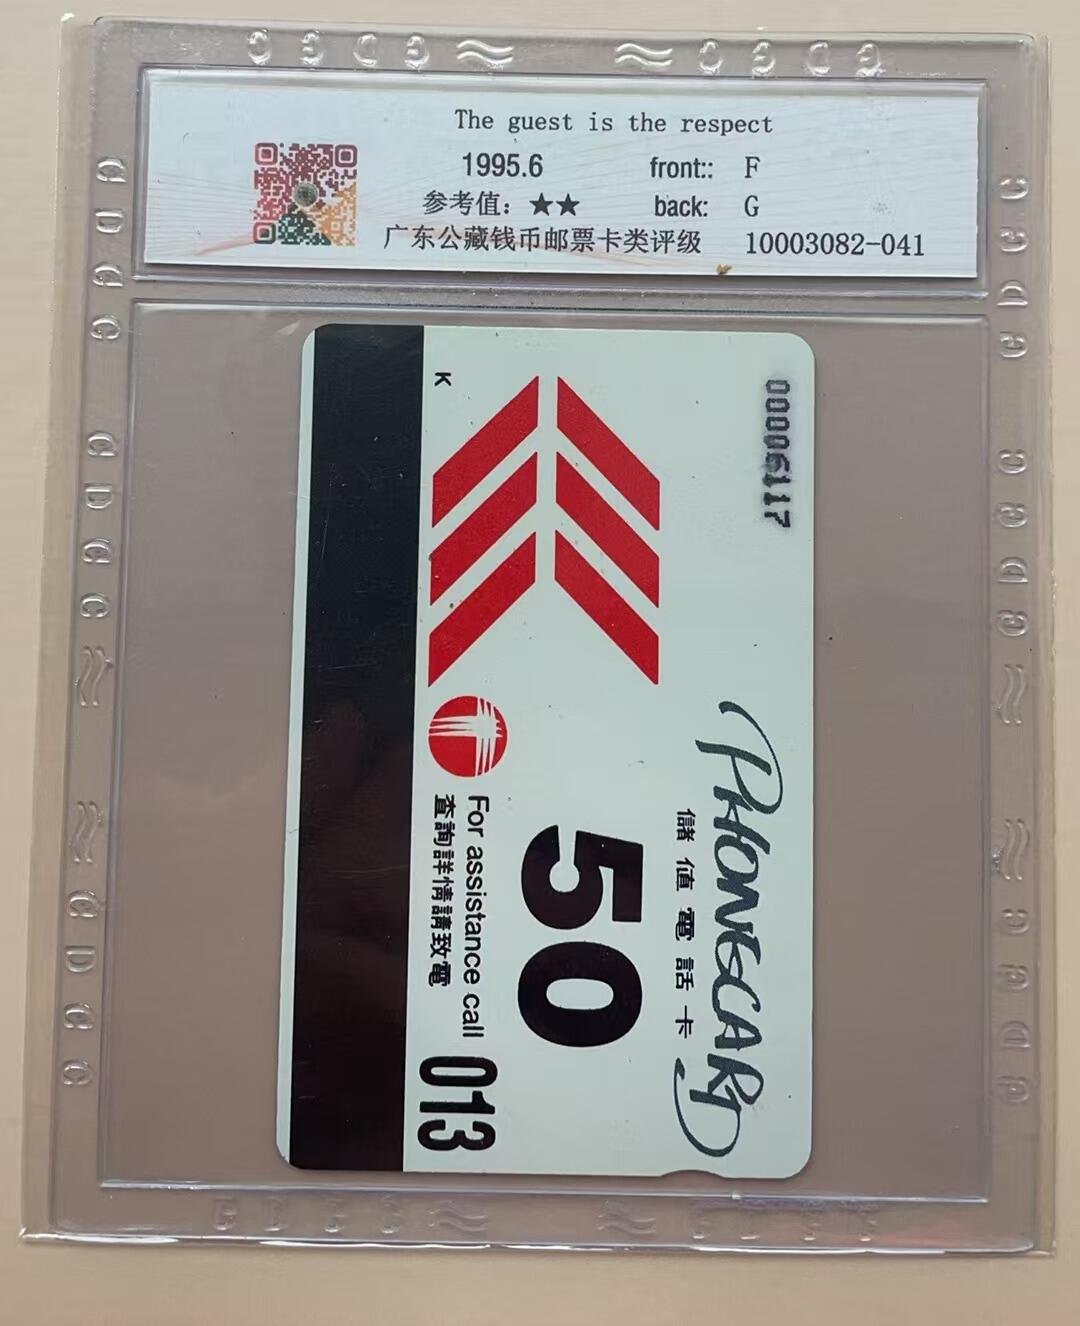 The guest is the respect
1995.6 front:: F
参考值：★★ back: G
广东公藏钱币邮票卡类评级 10003082-041
00006117
K
PHONECARD
儲值電話卡
50
For assistance call
查詢詳情請致電
013